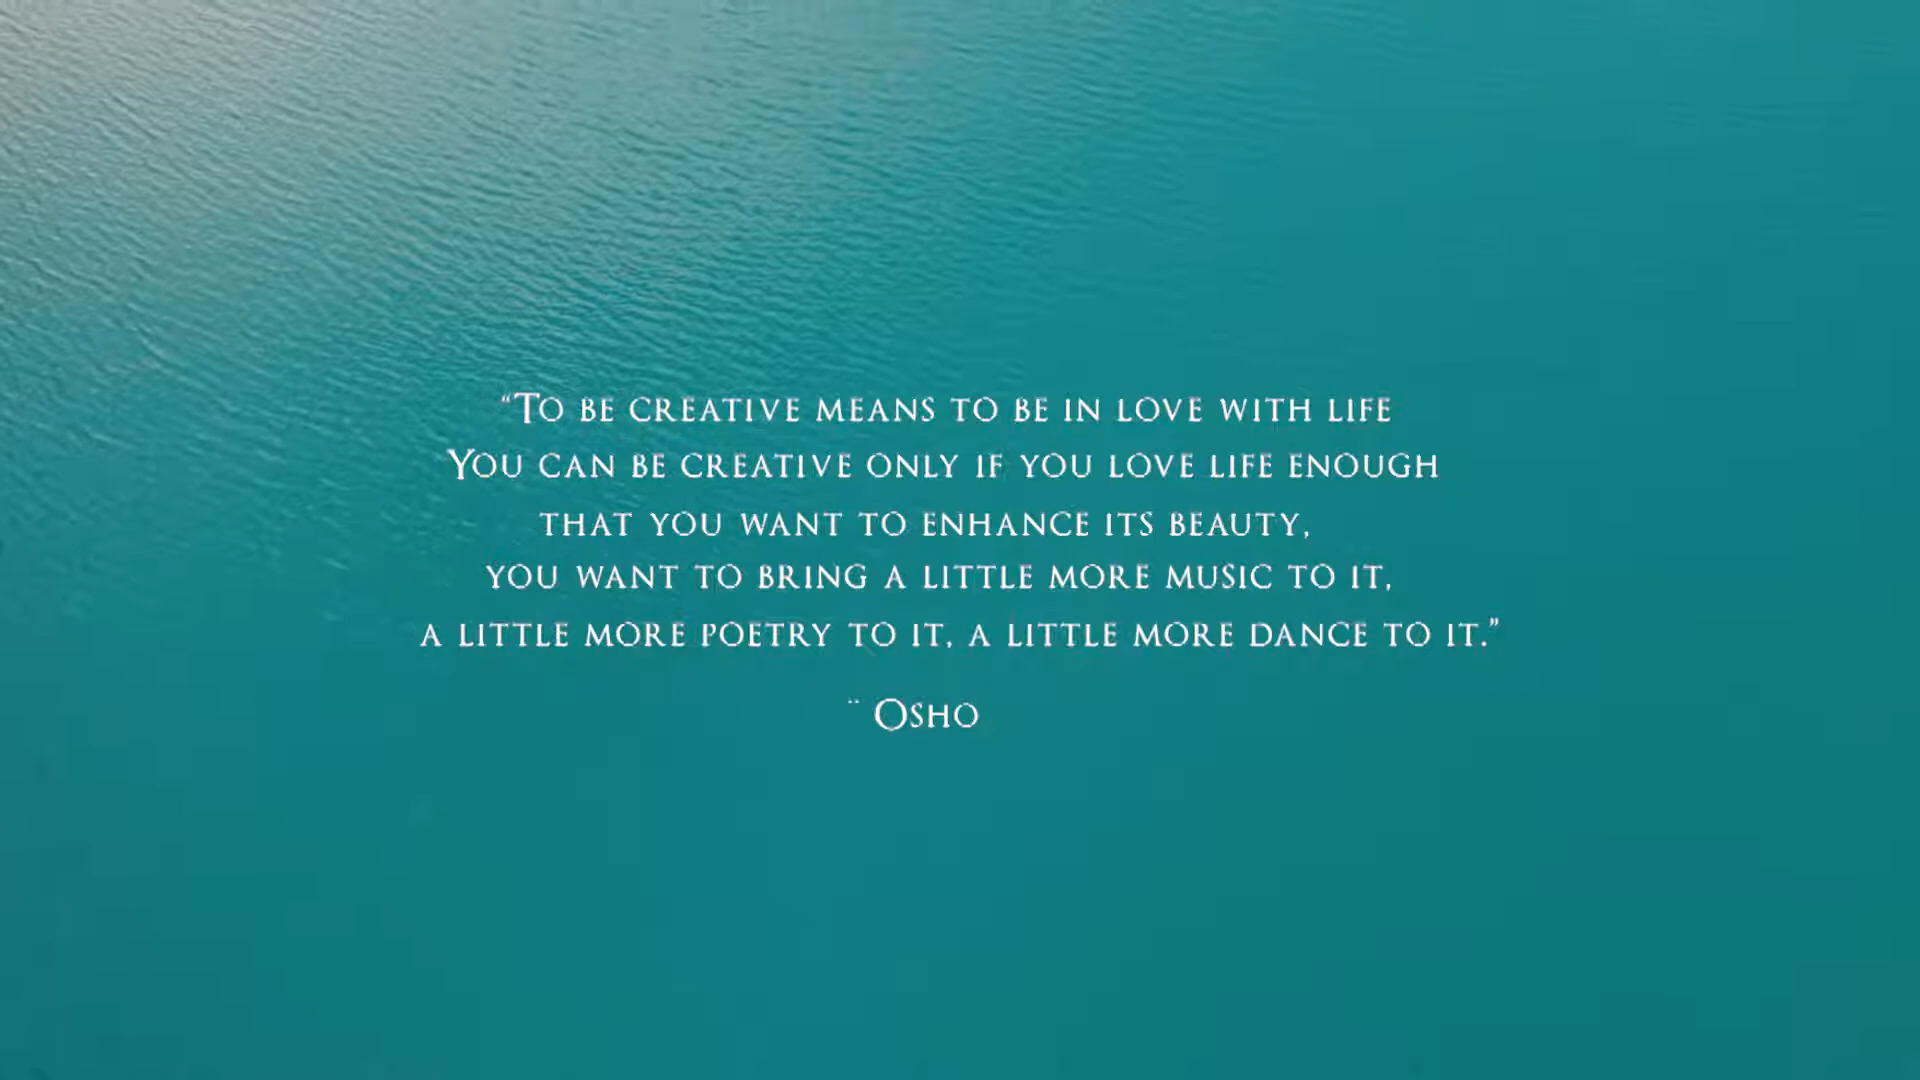 “To be creative means to be in love with life
You can be creative only if you love life enough
that you want to enhance its beauty,
you want to bring a little more music to it,
a little more poetry to it, a little more dance to it.”
¨ Osho